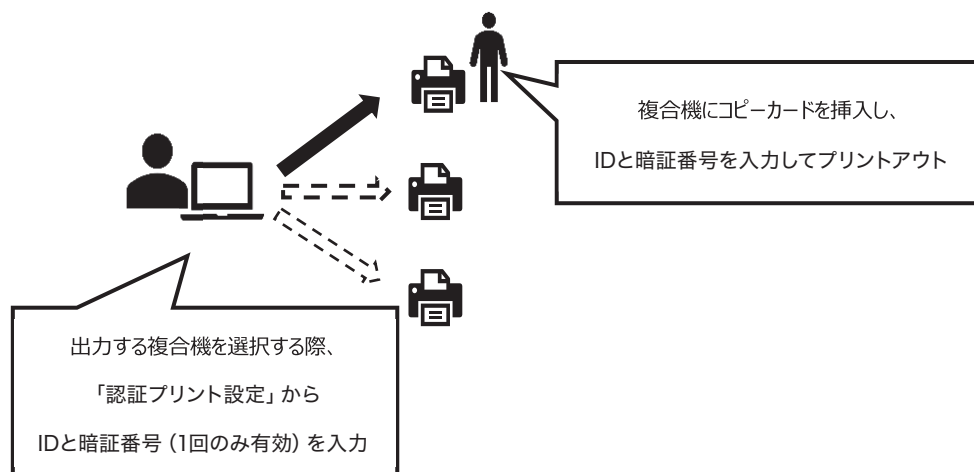 複合機にコピーカードを挿入し、
IDと暗証番号を入力してプリントアウト
出力する複合機を選択する際、
「認証プリント設定」から
IDと暗証番号（1回のみ有効）を入力